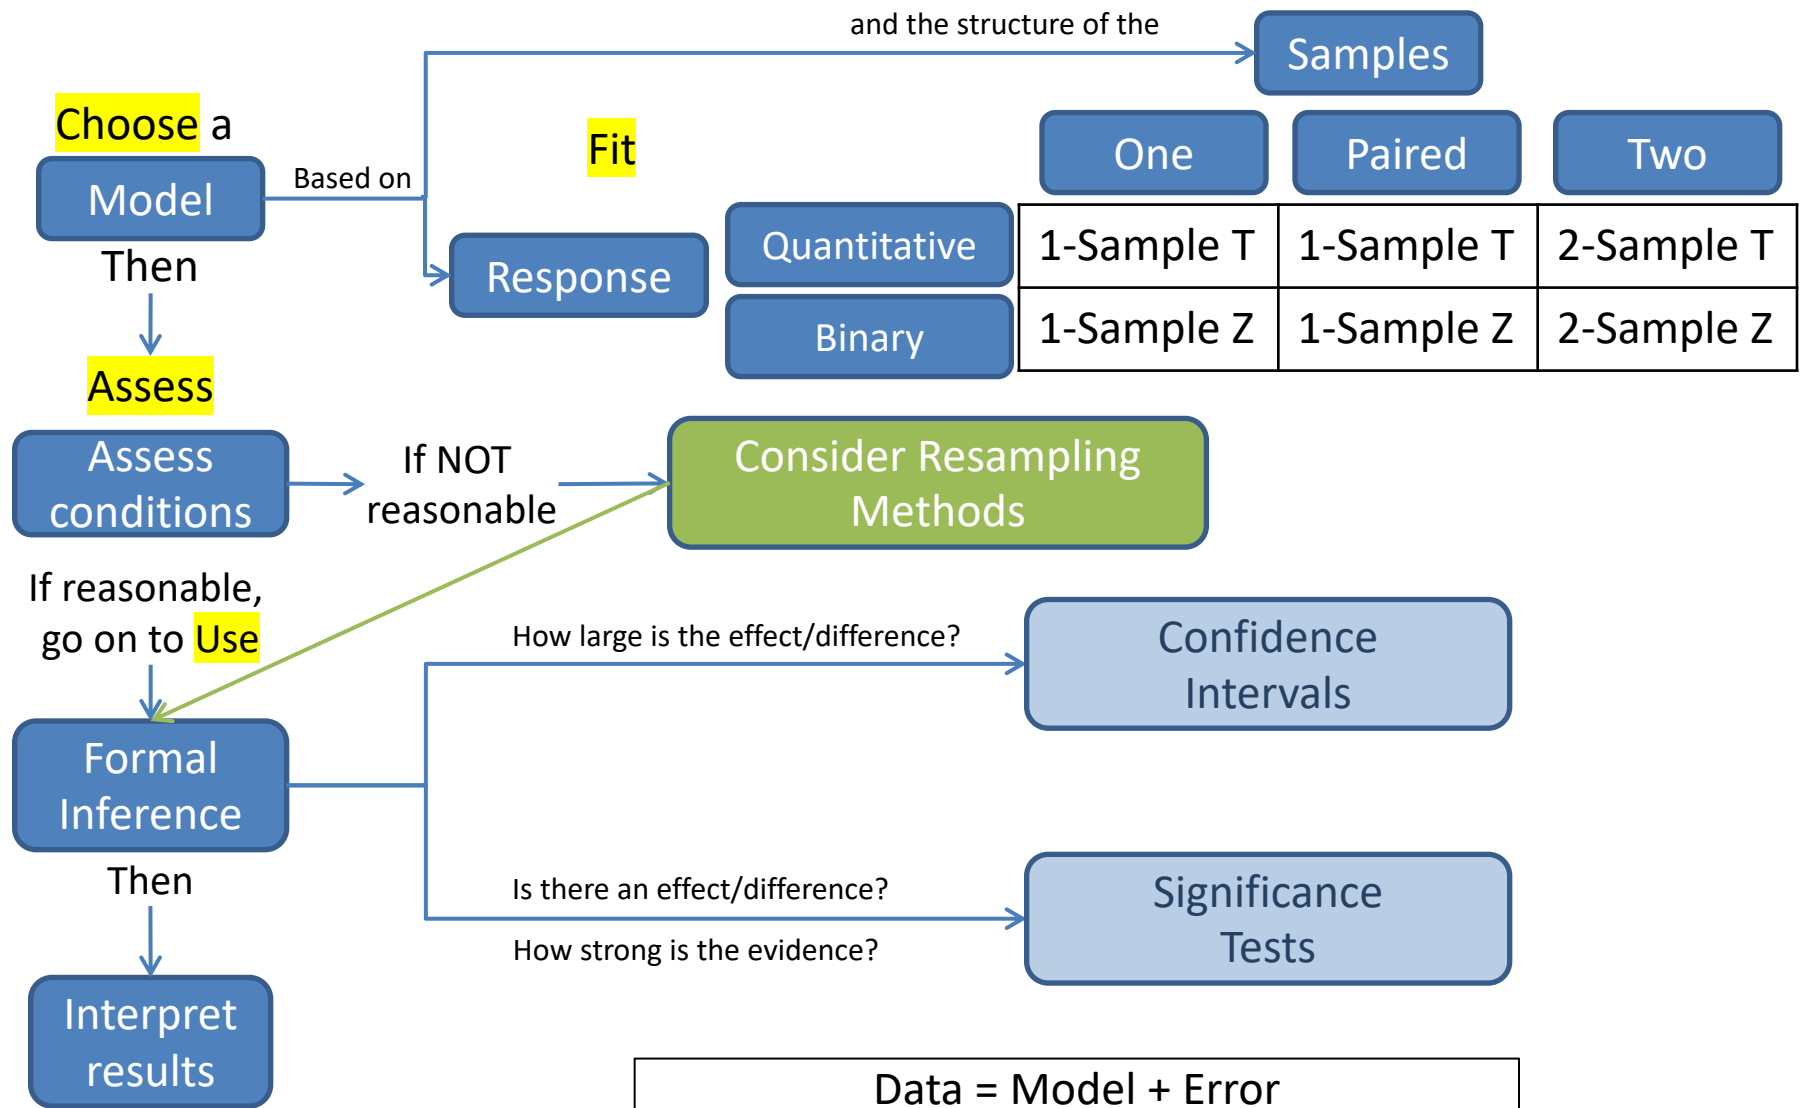 and the structure of the
Samples
Choose a
Model
Based on
Fit
One
Paired
Two
Then
Response
Quantitative
1-Sample T
1-Sample T
2-Sample T
Binary
1-Sample Z
1-Sample Z
2-Sample Z
Assess
Assess
conditions
If NOT
reasonable
Consider Resampling
Methods
If reasonable,
go on to Use
How large is the effect/difference?
Confidence
Intervals
Formal
Inference
Then
Is there an effect/difference?
How strong is the evidence?
Significance
Tests
Interpret
results
Data = Model + Error